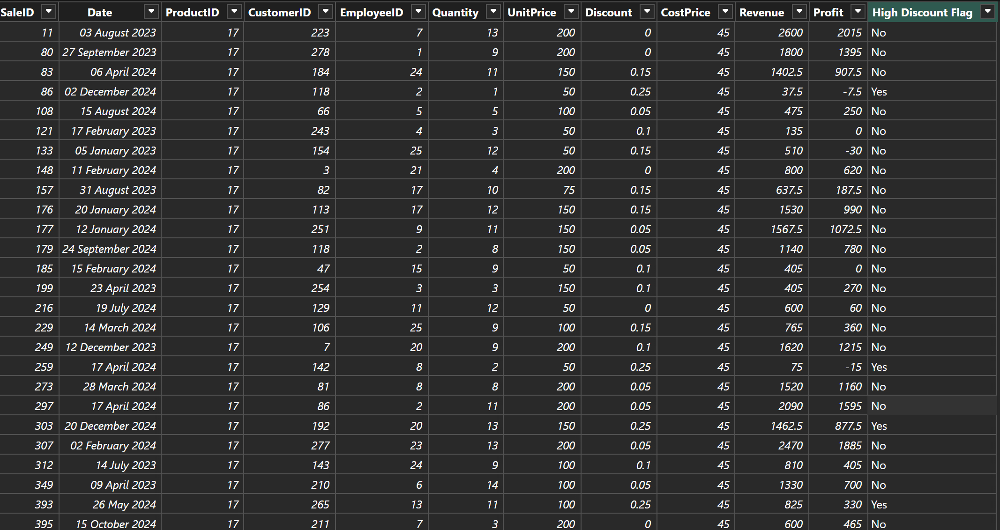 SaleID Date ProductID CustomerID EmployeeID Quantity UnitPrice Discount CostPrice Revenue Profit High Discount Flag
11 03 August 2023 17 223 7 13 200 0 45 2600 2015 No
80 27 September 2023 17 278 1 9 200 0 45 1800 1395 No
83 06 April 2024 17 184 24 11 150 0.15 45 1402.5 907.5 No
86 02 December 2024 17 118 2 1 50 0.25 45 37.5 -7.5 Yes
108 15 August 2024 17 66 5 5 100 0.05 45 475 250 No
121 17 February 2023 17 243 4 3 50 0.1 45 135 0 No
133 05 January 2023 17 154 25 12 50 0.15 45 510 -30 No
148 11 February 2024 17 3 21 4 200 0 45 800 620 No
157 31 August 2023 17 82 17 10 75 0.15 45 637.5 187.5 No
176 20 January 2024 17 113 17 12 150 0.15 45 1530 990 No
177 12 January 2024 17 251 9 11 150 0.05 45 1567.5 1072.5 No
179 24 September 2024 17 118 2 8 150 0.05 45 1140 780 No
185 15 February 2024 17 47 15 9 50 0.1 45 405 0 No
199 23 April 2023 17 254 3 3 150 0.1 45 405 270 No
216 19 July 2024 17 129 11 12 50 0 45 600 60 No
229 14 March 2024 17 106 25 9 100 0.15 45 765 360 No
249 12 December 2023 17 7 20 9 200 0.1 45 1620 1215 No
259 17 April 2024 17 142 8 2 50 0.25 45 75 -15 Yes
273 28 March 2024 17 81 8 8 200 0.05 45 1520 1160 No
297 17 April 2024 17 86 2 11 200 0.05 45 2090 1595 No
303 20 December 2024 17 192 20 13 150 0.25 45 1462.5 877.5 Yes
307 02 February 2024 17 277 23 13 200 0.05 45 2470 1885 No
312 14 July 2023 17 143 24 9 100 0.1 45 810 405 No
349 09 April 2023 17 210 6 14 100 0.05 45 1330 700 No
393 26 May 2024 17 265 13 11 100 0.25 45 825 330 Yes
395 15 October 2024 17 211 7 3 200 0 45 600 465 No